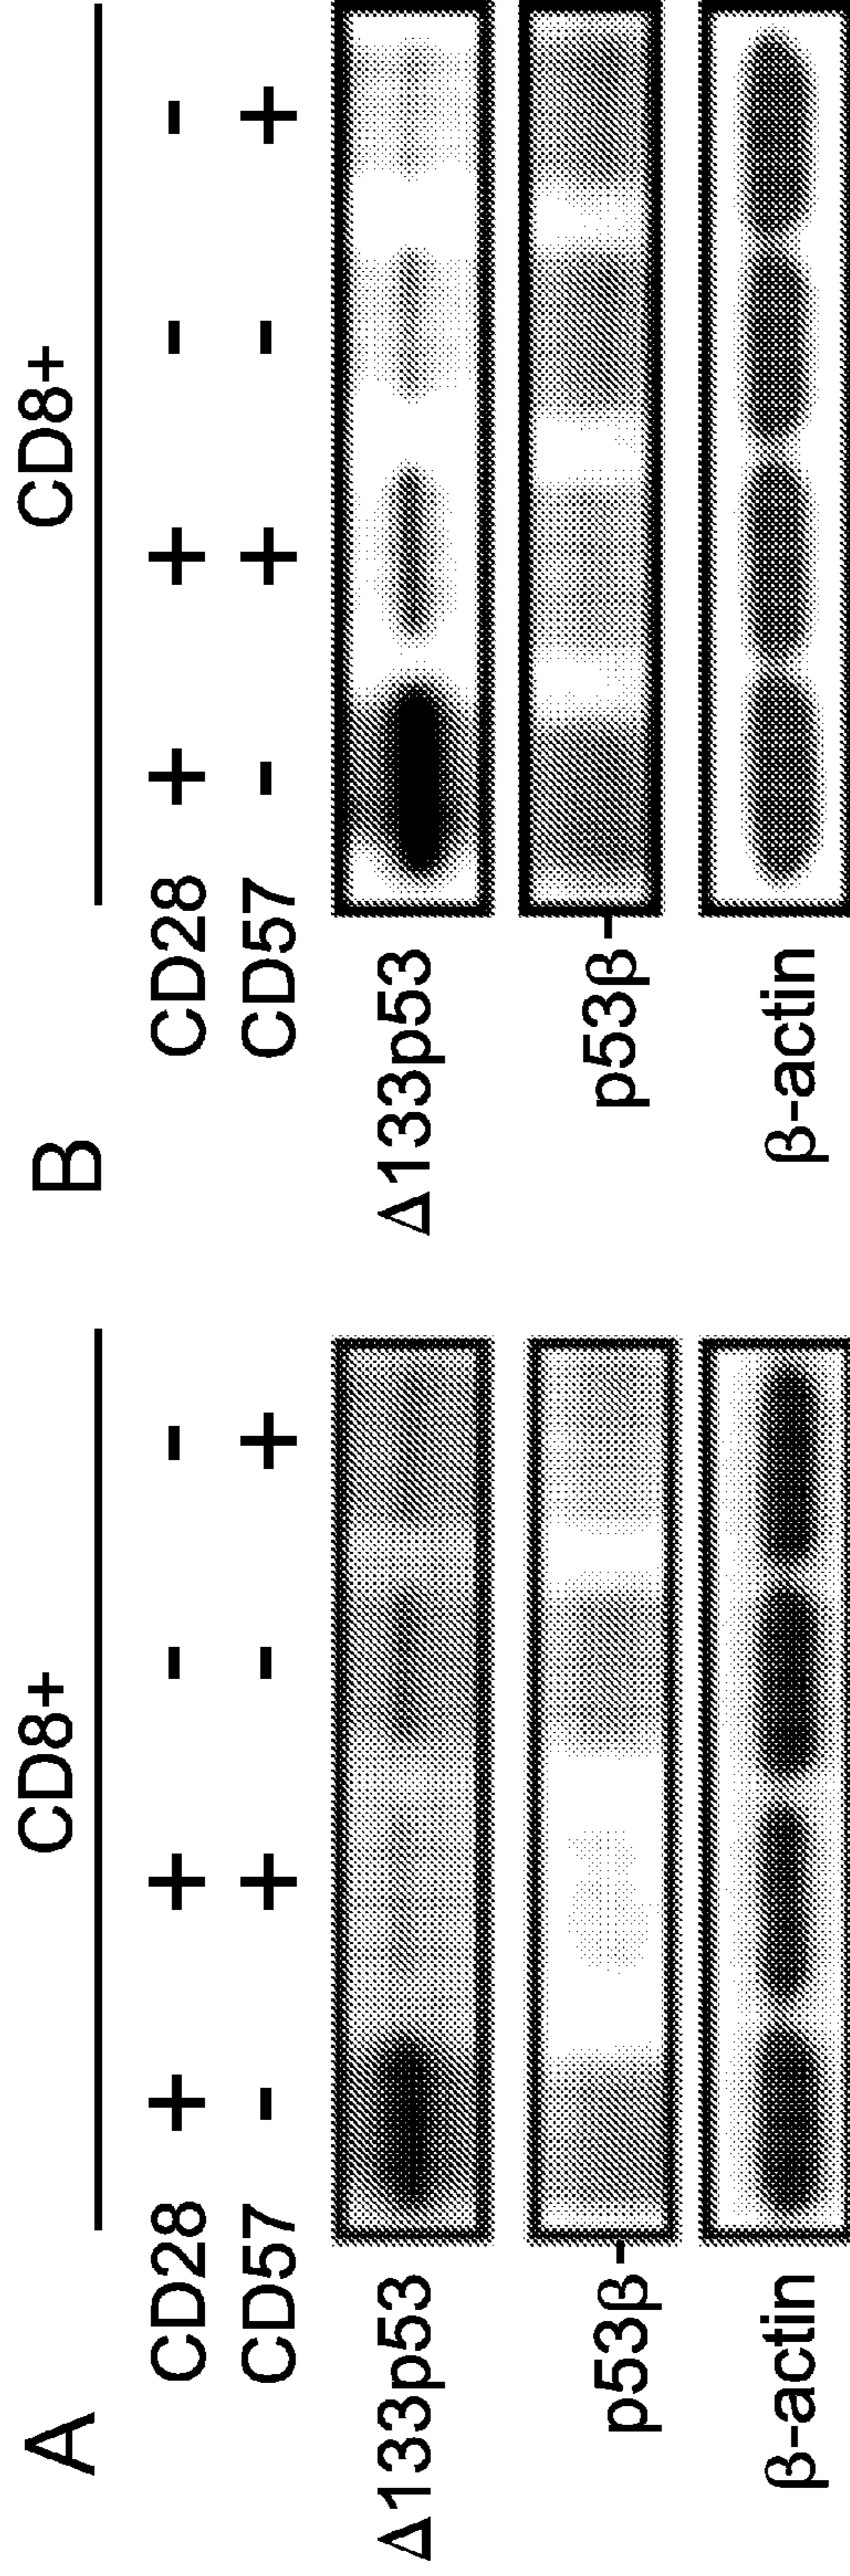 A
CD8+
CD28 + + - -
CD57 - + - +
Δ133p53
p53β-
β-actin
B
CD8+
CD28 + + - -
CD57 - + - +
Δ133p53
p53β-
β-actin